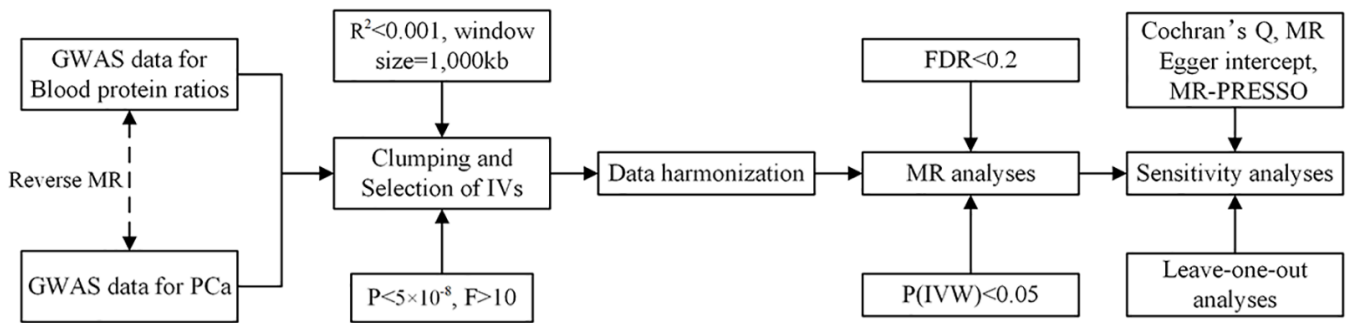 GWAS data for
Blood protein ratios
Reverse MR
GWAS data for PCa
R²<0.001, window
size=1,000kb
Clumping and
Selection of IVs
P<5×10⁻⁸, F>10
Data harmonization
FDR<0.2
MR analyses
P(IVW)<0.05
Cochran’s Q, MR
Egger intercept,
MR-PRESSO
Sensitivity analyses
Leave-one-out
analyses